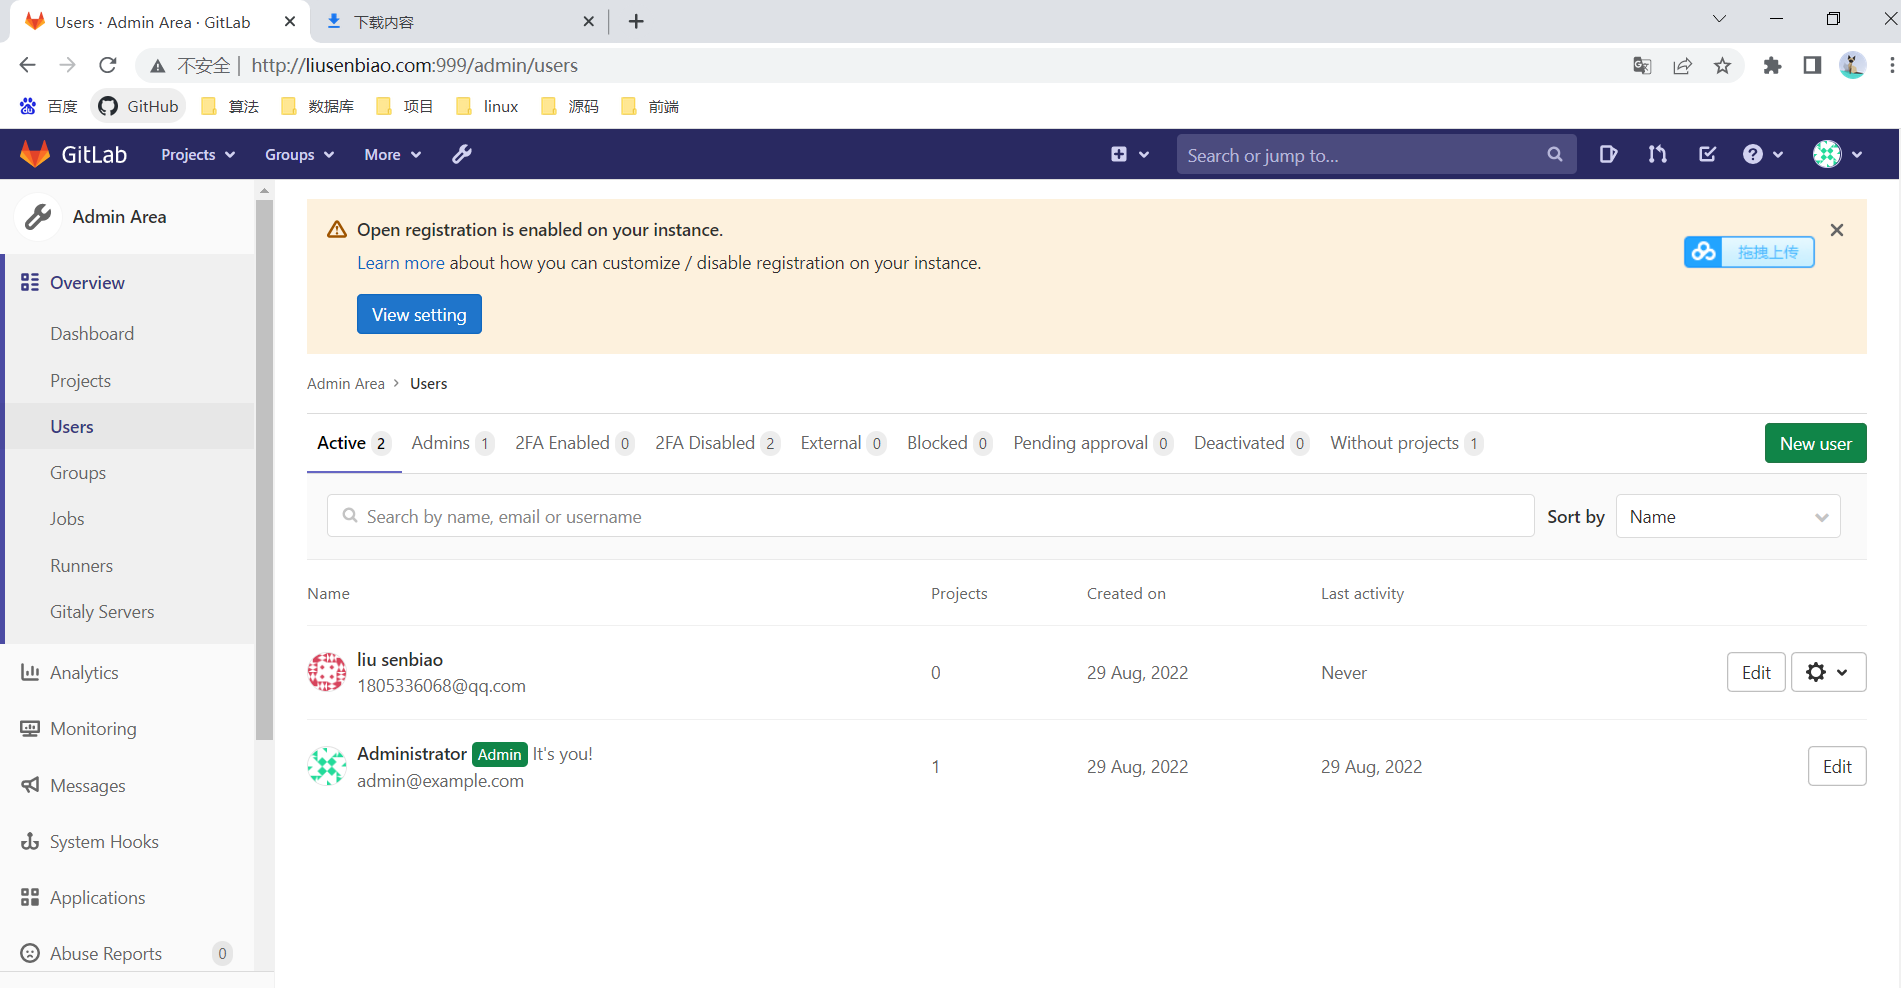 Users · Admin Area · GitLab
下载内容
不安全 | http://liusenbiao.com:999/admin/users
百度 GitHub 算法 数据库 项目 linux 源码 前端
GitLab Projects Groups More Search or jump to...
Admin Area
Overview
Dashboard
Projects
Users
Groups
Jobs
Runners
Gitaly Servers
Analytics
Monitoring
Messages
System Hooks
Applications
Abuse Reports 0
Open registration is enabled on your instance.
Learn more about how you can customize / disable registration on your instance.
View setting
拖拽上传
Admin Area › Users
Active 2 Admins 1 2FA Enabled 0 2FA Disabled 2 External 0 Blocked 0 Pending approval 0 Deactivated 0 Without projects 1 New user
Search by name, email or username Sort by Name
Name Projects Created on Last activity
liu senbiao
1805336068@qq.com
0 29 Aug, 2022 Never Edit
Administrator Admin It's you!
admin@example.com
1 29 Aug, 2022 29 Aug, 2022 Edit